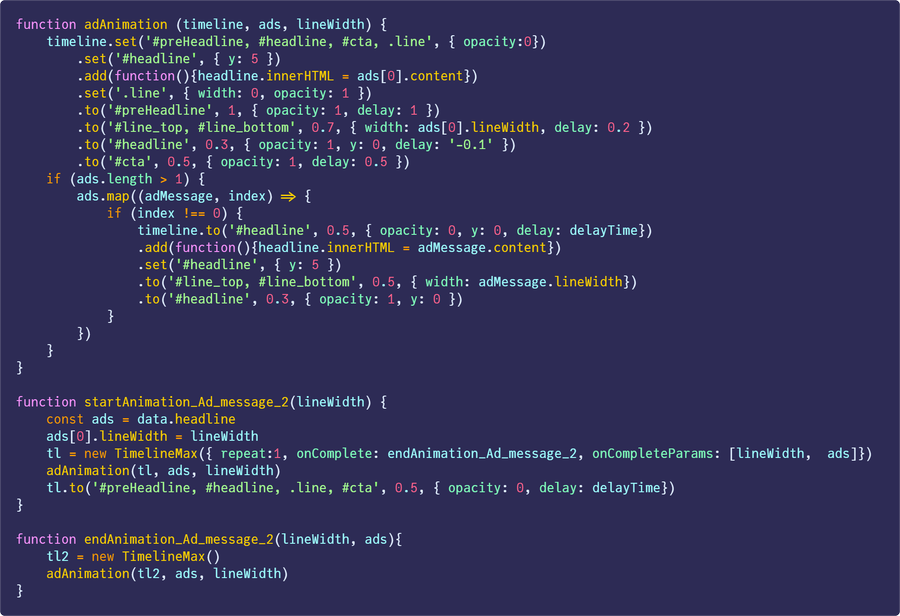 function adAnimation (timeline, ads, lineWidth) {
    timeline.set('#preHeadline, #headline, #cta, .line', { opacity:0})
        .set('#headline', { y: 5 })
        .add(function(){headline.innerHTML = ads[0].content})
        .set('.line', { width: 0, opacity: 1 })
        .to('#preHeadline', 1, { opacity: 1, delay: 1 })
        .to('#line_top, #line_bottom', 0.7, { width: ads[0].lineWidth, delay: 0.2 })
        .to('#headline', 0.3, { opacity: 1, y: 0, delay: '-0.1' })
        .to('#cta', 0.5, { opacity: 1, delay: 0.5 })
    if (ads.length > 1) {
        ads.map((adMessage, index) => {
            if (index !== 0) {
                timeline.to('#headline', 0.5, { opacity: 0, y: 0, delay: delayTime})
                .add(function(){headline.innerHTML = adMessage.content})
                .set('#headline', { y: 5 })
                .to('#line_top, #line_bottom', 0.5, { width: adMessage.lineWidth})
                .to('#headline', 0.3, { opacity: 1, y: 0 })
            }
        })
    }
}

function startAnimation_Ad_message_2(lineWidth) {
    const ads = data.headline
    ads[0].lineWidth = lineWidth
    tl = new TimelineMax({ repeat:1, onComplete: endAnimation_Ad_message_2, onCompleteParams: [lineWidth,  ads]})
    adAnimation(tl, ads, lineWidth)
    tl.to('#preHeadline, #headline, .line, #cta', 0.5, { opacity: 0, delay: delayTime})
}

function endAnimation_Ad_message_2(lineWidth, ads){
    tl2 = new TimelineMax()
    adAnimation(tl2, ads, lineWidth)
}